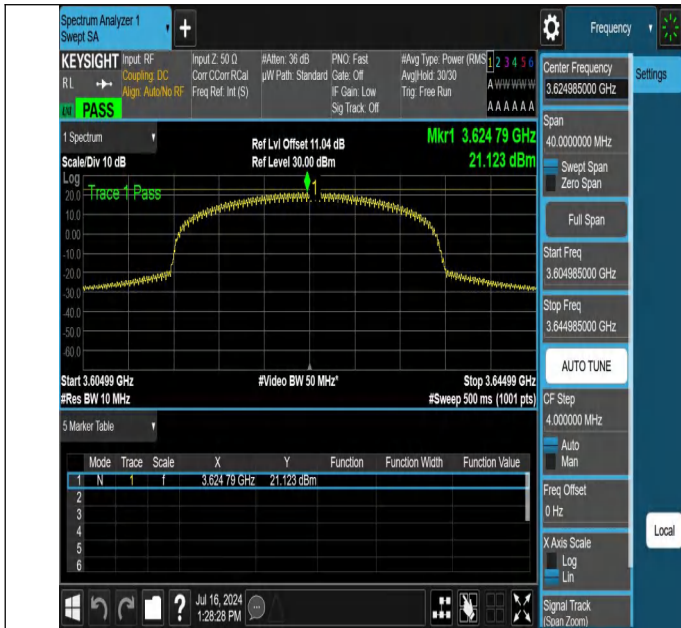 Spectrum Analyzer 1
Swept SA
+
Frequency
KEYSIGHT
RL
PASS
Input: RF
Coupling: DC
Align: Auto/No RF
Input Z: 50 Ω
Corr CCorr RCal
Freq Ref: Int (S)
#Atten: 36 dB
µW Path: Standard
PNO: Fast
Gate: Off
IF Gain: Low
Sig Track: Off
#Avg Type: Power (RMS
Avg|Hold: 30/30
Trig: Free Run
1 2 3 4 5 6
A W W W W W
A A A A A A
1 Spectrum
Scale/Div 10 dB
Ref Lvl Offset 11.04 dB
Ref Level 30.00 dBm
Mkr1 3.624 79 GHz
21.123 dBm
Log
Trace 1 Pass
1
20.0
10.0
0.00
-10.0
-20.0
-30.0
-40.0
-50.0
-60.0
Start 3.60499 GHz
#Video BW 50 MHz*
Stop 3.64499 GHz
#Res BW 10 MHz
#Sweep 500 ms (1001 pts)
5 Marker Table
Mode Trace Scale X Y Function Function Width Function Value
1 N 1 f 3.624 79 GHz 21.123 dBm
2
3
4
5
6
?
Jul 16, 2024
1:28:28 PM
Center Frequency
3.624985000 GHz
Settings
Span
40.0000000 MHz
Swept Span
Zero Span
Full Span
Start Freq
3.604985000 GHz
Stop Freq
3.644985000 GHz
AUTO TUNE
CF Step
4.000000 MHz
Auto
Man
Freq Offset
0 Hz
Local
X Axis Scale
Log
Lin
Signal Track
(Span Zoom)